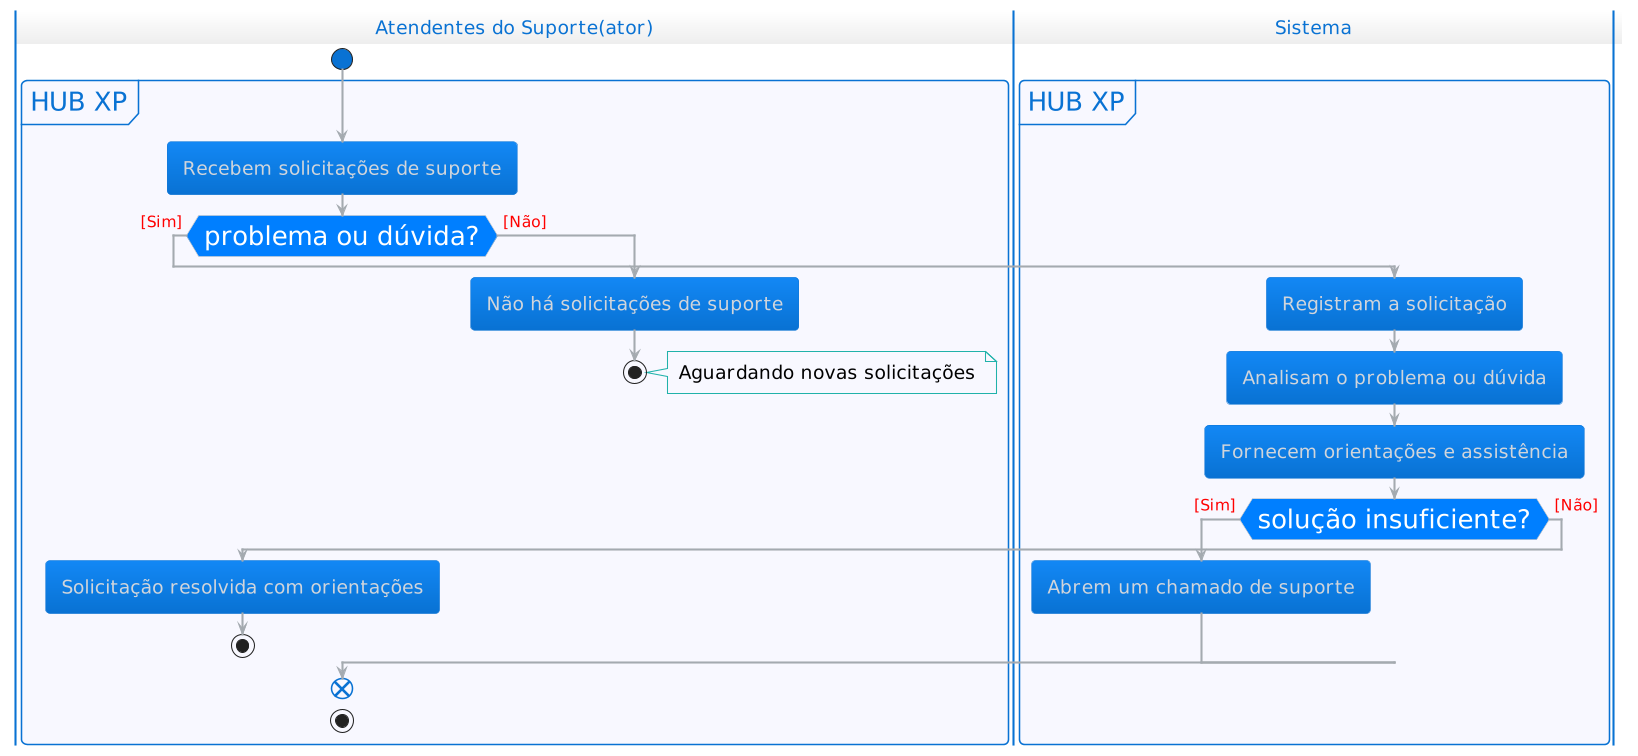 Atendentes do Suporte(ator)
Sistema
HUB XP
HUB XP
Recebem solicitações de suporte
[Sim]
problema ou dúvida?
[Não]
Não há solicitações de suporte
Registram a solicitação
Aguardando novas solicitações
Analisam o problema ou dúvida
Fornecem orientações e assistência
[Sim]
solução insuficiente?
[Não]
Solicitação resolvida com orientações
Abrem um chamado de suporte